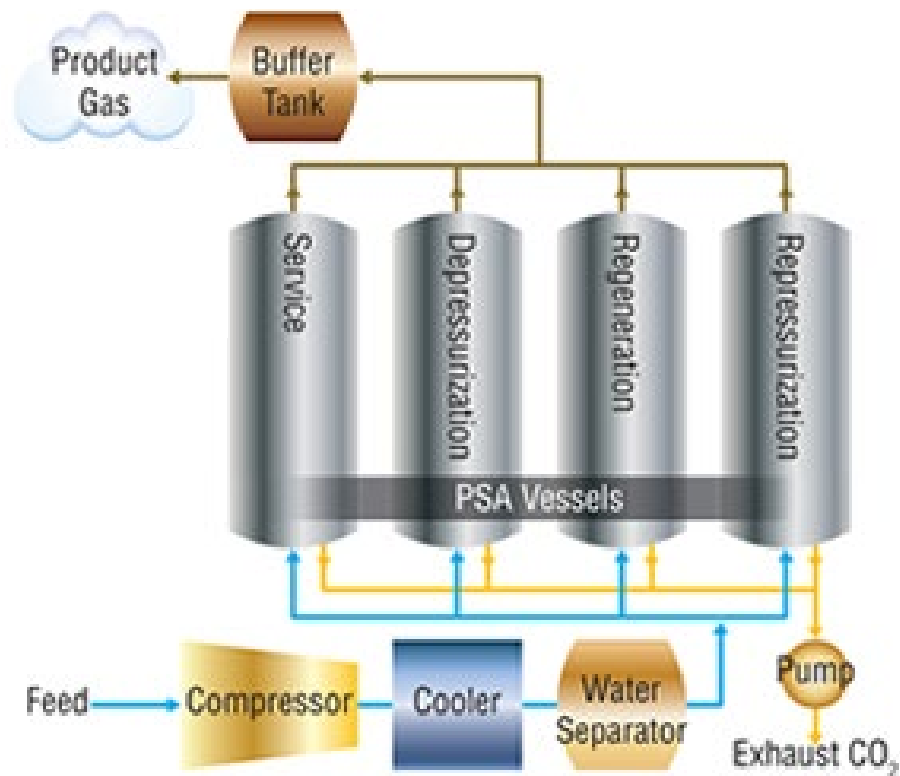 Product
Gas
Buffer
Tank
Service
Depressurization
Regeneration
Repressurization
PSA Vessels
Feed
Compressor
Cooler
Water
Separator
Pump
Exhaust CO₂